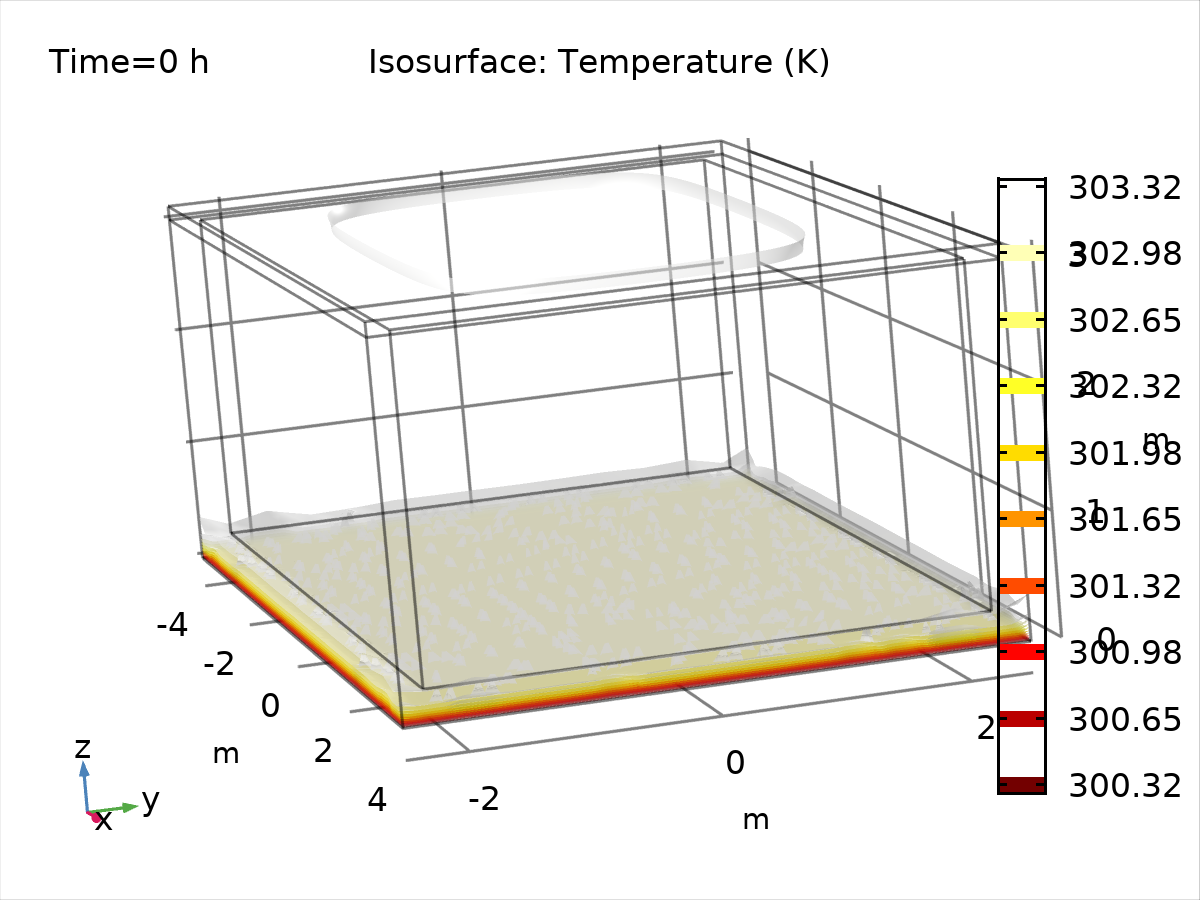 Time=0 h
Isosurface: Temperature (K)
303.32
302.98
3
302.65
302.32
2
m
301.98
301.65
1
301.32
300.98
0
300.65
300.32
-4
-2
0
2
4
m
-2
0
2
m
z
y
x